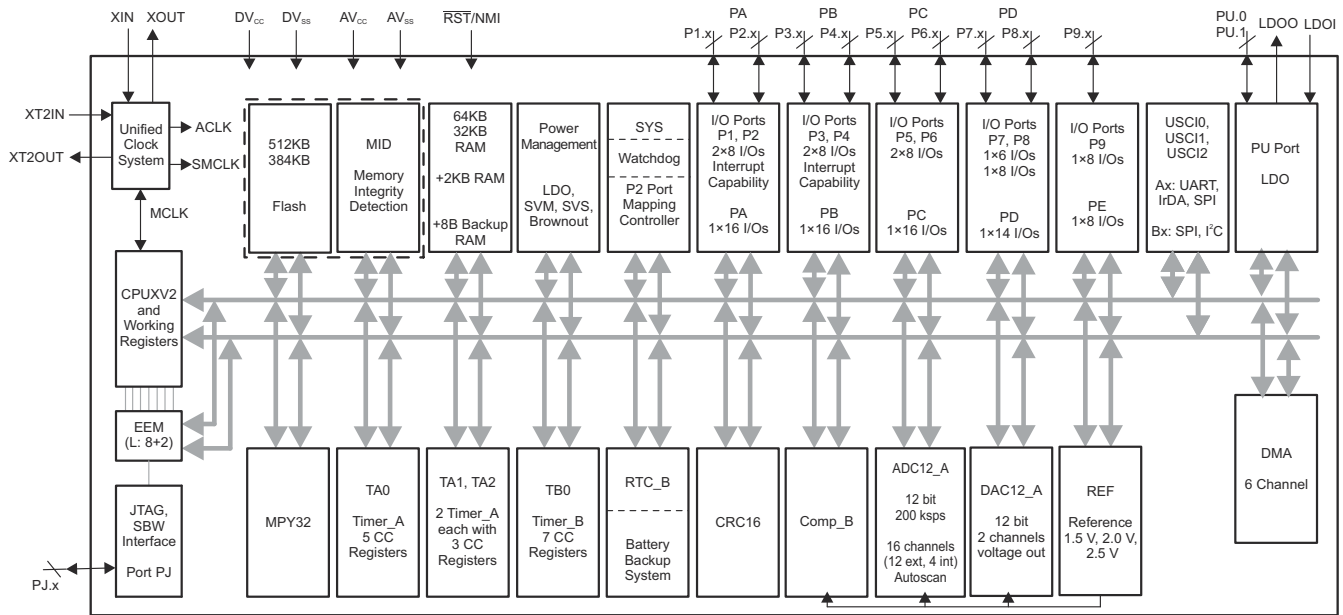 XIN XOUT DVCC DVSS AVCC AVSS RST/NMI PA PB PC PD
P1.x P2.x P3.x P4.x P5.x P6.x P7.x P8.x P9.x
PU.0
PU.1
LDOO LDOI
XT2IN
XT2OUT
Unified
Clock
System
ACLK
SMCLK
MCLK
512KB
384KB
Flash
MID
Memory
Integrity
Detection
64KB
32KB
RAM
+2KB RAM
+8B Backup
RAM
Power
Management
LDO,
SVM, SVS,
Brownout
SYS
Watchdog
P2 Port
Mapping
Controller
I/O Ports
P1, P2
2×8 I/Os
Interrupt
Capability
PA
1×16 I/Os
I/O Ports
P3, P4
2×8 I/Os
Interrupt
Capability
PB
1×16 I/Os
I/O Ports
P5, P6
2×8 I/Os
PC
1×16 I/Os
I/O Ports
P7, P8
1×6 I/Os
1×8 I/Os
PD
1×14 I/Os
I/O Ports
P9
1×8 I/Os
PE
1×8 I/Os
USCI0,
USCI1,
USCI2
Ax: UART,
IrDA, SPI
Bx: SPI, I²C
PU Port
LDO
CPUXV2
and
Working
Registers
EEM
(L: 8+2)
JTAG,
SBW
Interface
Port PJ
PJ.x
MPY32
TA0
Timer_A
5 CC
Registers
TA1, TA2
2 Timer_A
each with
3 CC
Registers
TB0
Timer_B
7 CC
Registers
RTC_B
Battery
Backup
System
CRC16
Comp_B
ADC12_A
12 bit
200 ksps
16 channels
(12 ext, 4 int)
Autoscan
DAC12_A
12 bit
2 channels
voltage out
REF
Reference
1.5 V, 2.0 V,
2.5 V
DMA
6 Channel